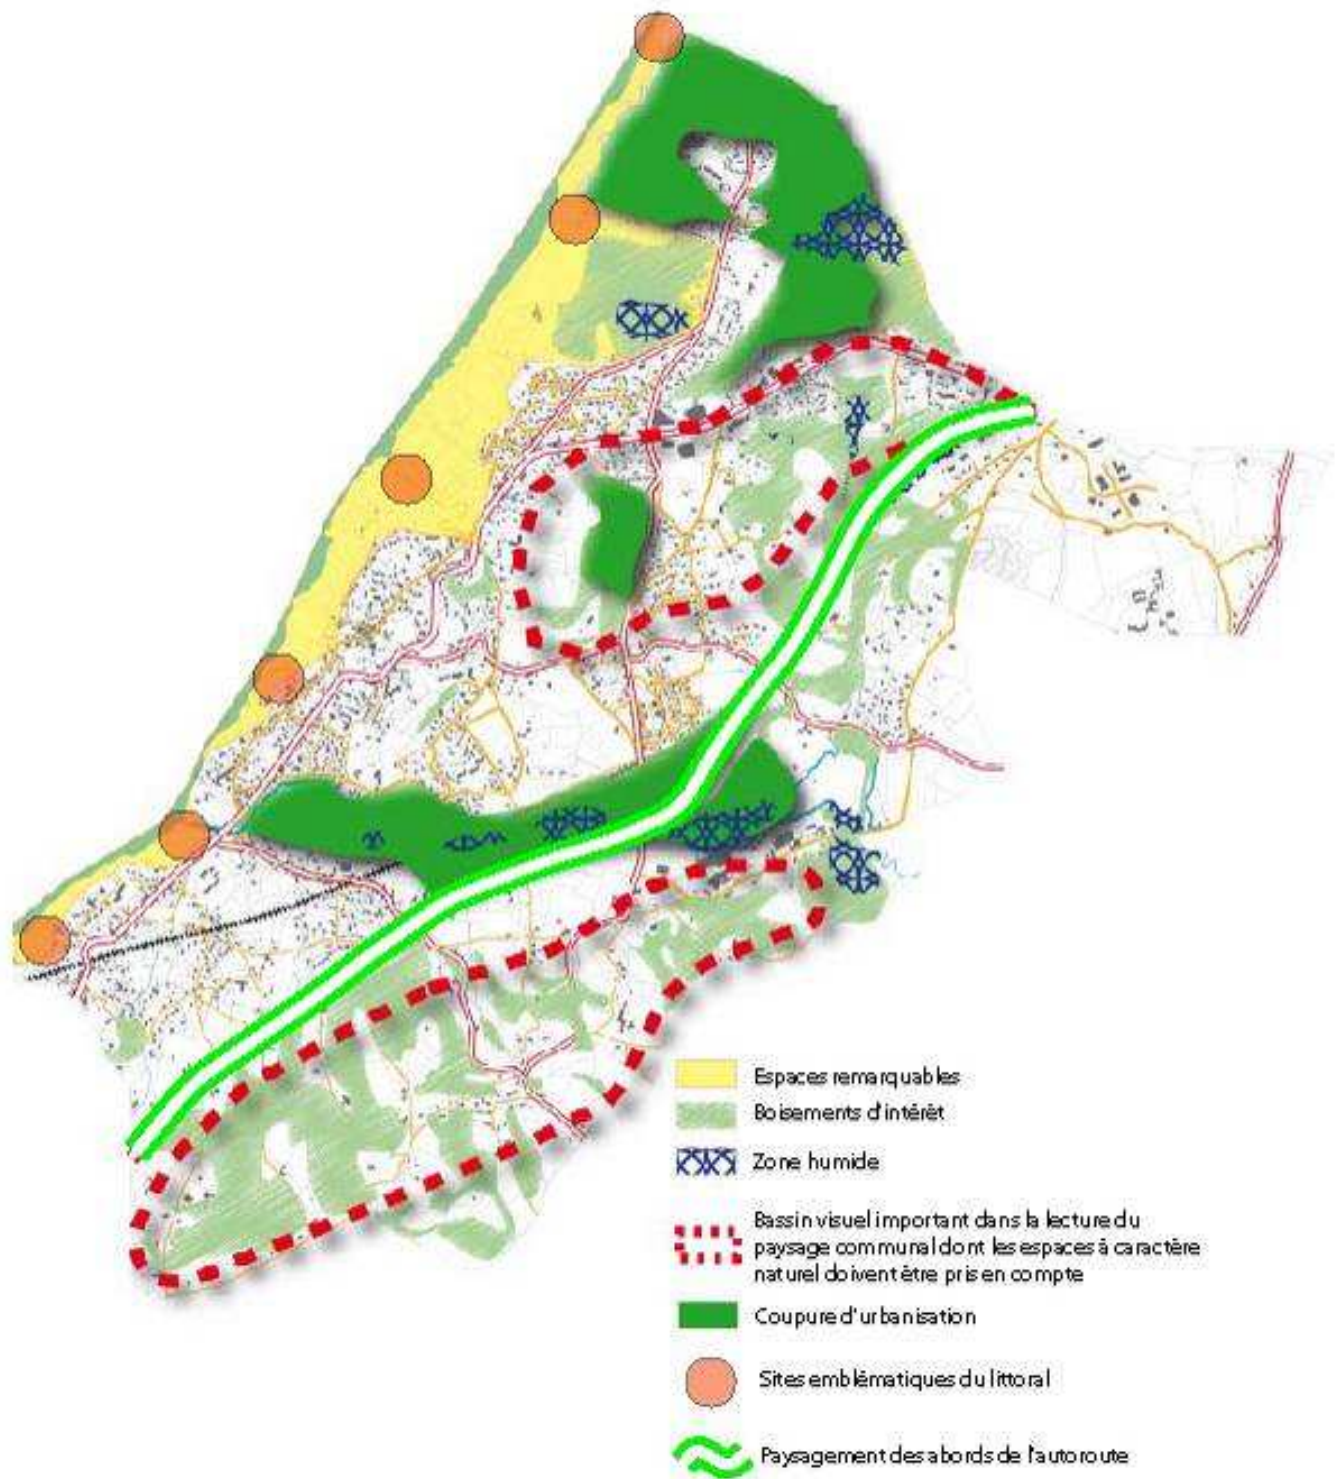 Espaces remarquables
Boisements d'intérêt
Zone humide
Bassin visuel important dans la lecture du
paysage communal dont les espaces à caractère
naturel doivent être pris en compte
Coupure d'urbanisation
Sites emblématiques du littoral
Paysagement des abords de l'autoroute